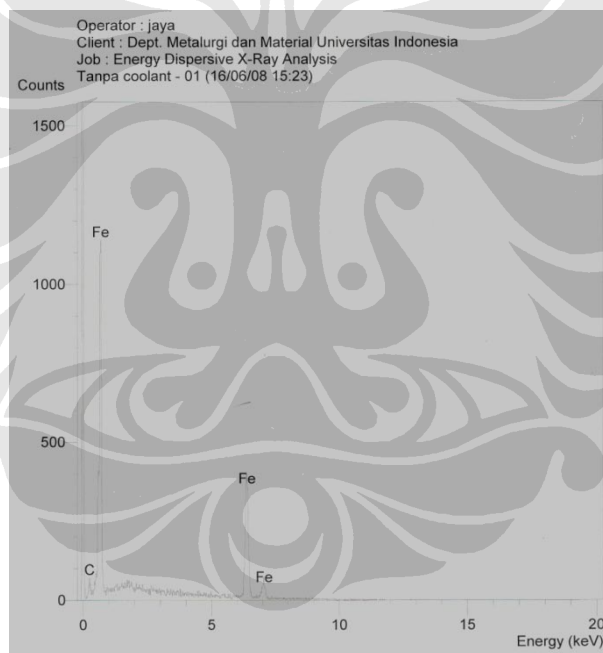 Operator : jaya
Client : Dept. Metalurgi dan Material Universitas Indonesia
Job : Energy Dispersive X-Ray Analysis
Tanpa coolant - 01 (16/06/08 15:23)
Counts
1500
Fe
1000
500
Fe
C
Fe
0
0 5 10 15 20
Energy (keV)